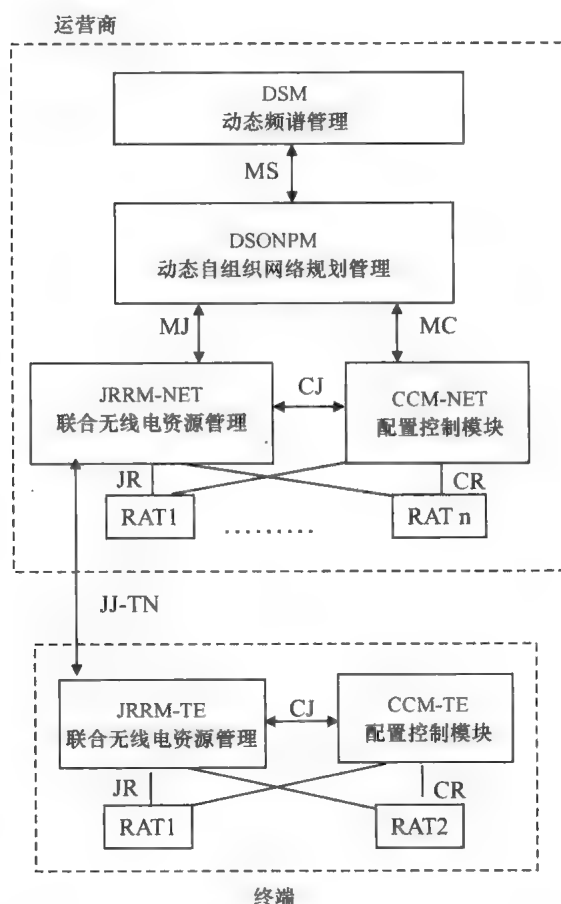 运营商
DSM
动态频谱管理
MS
DSONPM
动态自组织网络规划管理
MJ
MC
JRRM-NET
联合无线电资源管理
CJ
CCM-NET
配置控制模块
JR
CR
RAT1
.........
RAT n
JJ-TN
JRRM-TE
联合无线电资源管理
CJ
CCM-TE
配置控制模块
JR
CR
RAT1
RAT2
终端